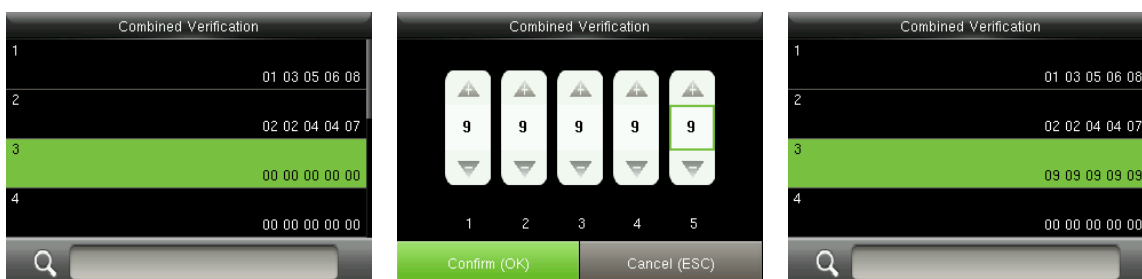 Combined Verification
1
01 03 05 06 08
2
02 02 04 04 07
3
00 00 00 00 00
4
00 00 00 00 00
Combined Verification
9 9 9 9 9
1 2 3 4 5
Confirm (OK) Cancel (ESC)
Combined Verification
1
01 03 05 06 08
2
02 02 04 04 07
3
09 09 09 09 09
4
00 00 00 00 00